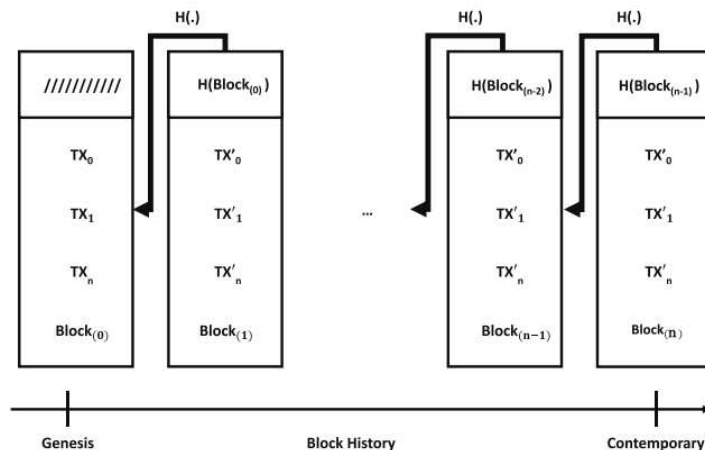 H(.) H(.) H(.)
/////////// H(Block(0)) H(Block(n-2)) H(Block(n-1))
TX0 TX'0 TX'0 TX'0
TX1 TX'1 ... TX'1 TX'1
TXn TX'n TX'n TX'n
Block(0) Block(1) Block(n−1) Block(n)
Genesis Block History Contemporary